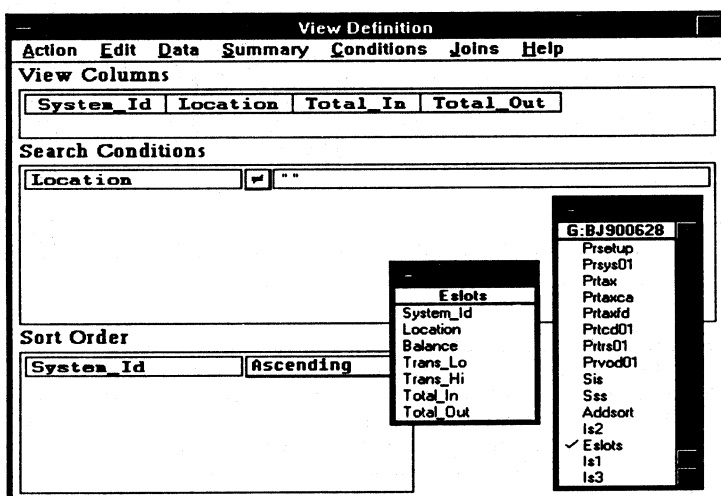 View Definition
Action Edit Data Summary Conditions Joins Help
View Columns
System_Id Location Total_In Total_Out
Search Conditions
Location ≠ ""
Sort Order
System_Id Ascending
Eslots
System_Id
Location
Balance
Trans_Lo
Trans_Hi
Total_In
Total_Out
G:BJ900628
Prsetup
Prsys01
Prtax
Prtaxca
Prtaxfd
Prtcd01
Prtrs01
Prvod01
Sis
Sss
Addsort
Is2
✓ Eslots
Is1
Is3